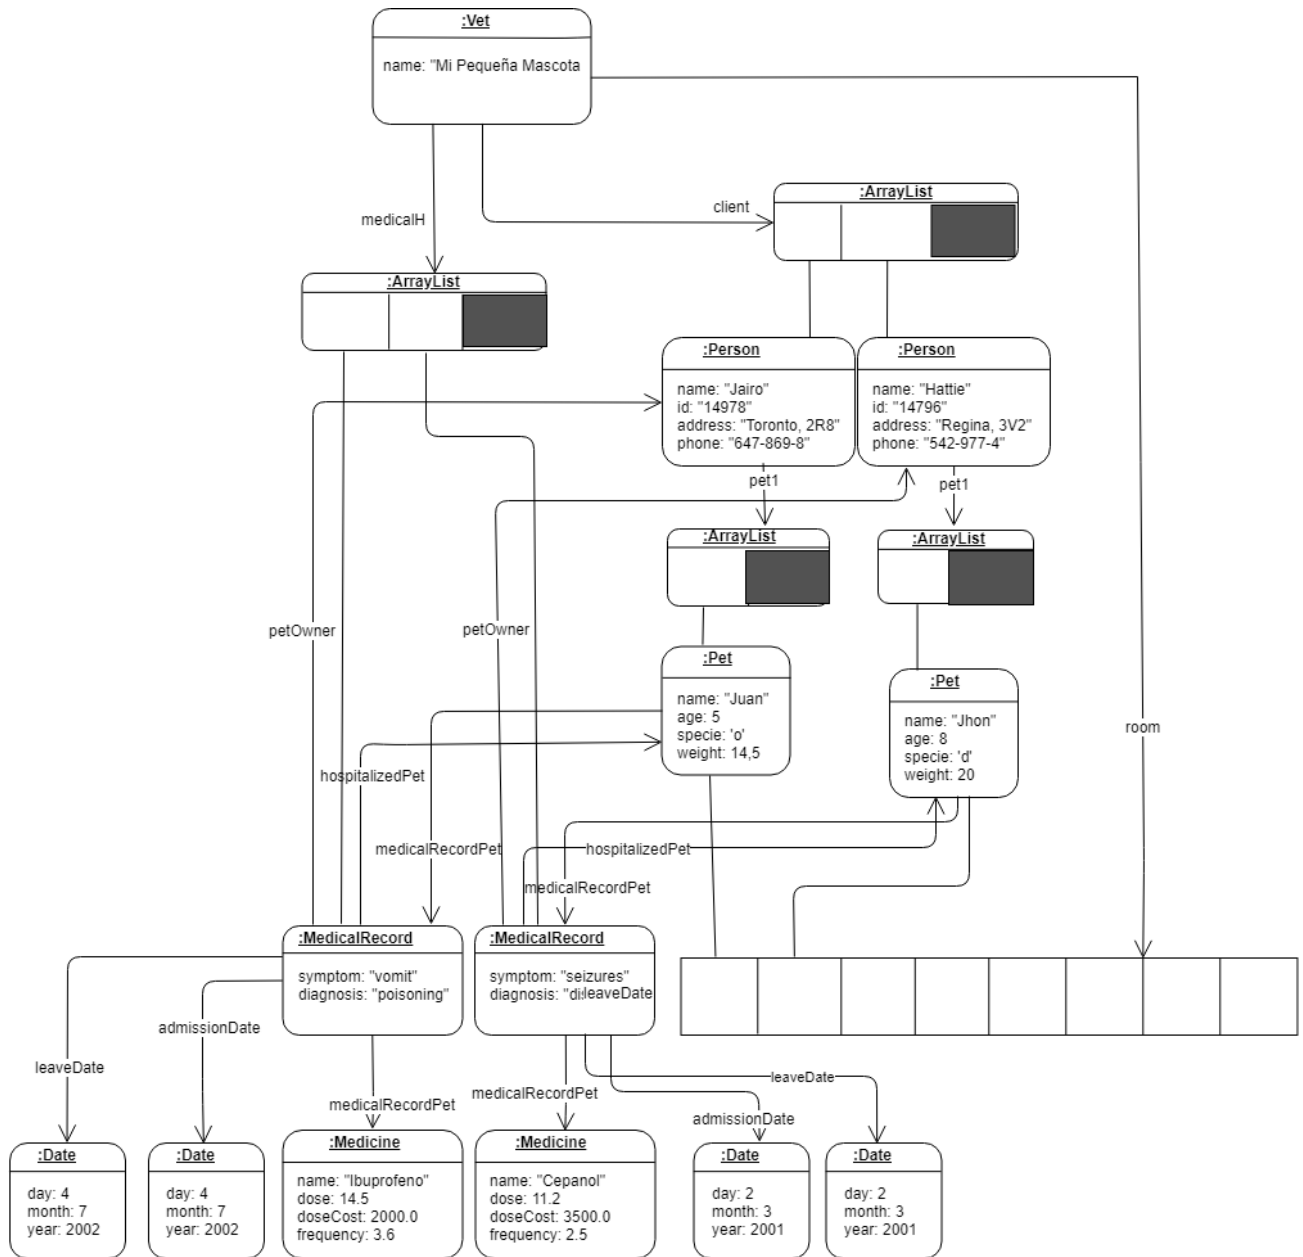 :Vet
name: "Mi Pequeña Mascota
:ArrayList
client
medicalH
:ArrayList
:Person
name: "Jairo"
id: "14978"
address: "Toronto, 2R8"
phone: "647-869-8"
:Person
name: "Hattie"
id: "14796"
address: "Regina, 3V2"
phone: "542-977-4"
pet1
pet1
:ArrayList
:ArrayList
petOwner
petOwner
:Pet
name: "Juan"
age: 5
specie: 'o'
weight: 14,5
:Pet
name: "Jhon"
age: 8
specie: 'd'
weight: 20
room
hospitalizedPet
medicalRecordPet
hospitalizedPet
medicalRecordPet
:MedicalRecord
symptom: "vomit"
diagnosis: "poisoning"
:MedicalRecord
symptom: "seizures"
diagnosis:
leaveDate
admissionDate
leaveDate
medicalRecordPet
medicalRecordPet
leaveDate
admissionDate
:Date
day: 4
month: 7
year: 2002
:Date
day: 4
month: 7
year: 2002
:Medicine
name: "Ibuprofeno"
dose: 14.5
doseCost: 2000.0
frequency: 3.6
:Medicine
name: "Cepanol"
dose: 11.2
doseCost: 3500.0
frequency: 2.5
:Date
day: 2
month: 3
year: 2001
:Date
day: 2
month: 3
year: 2001